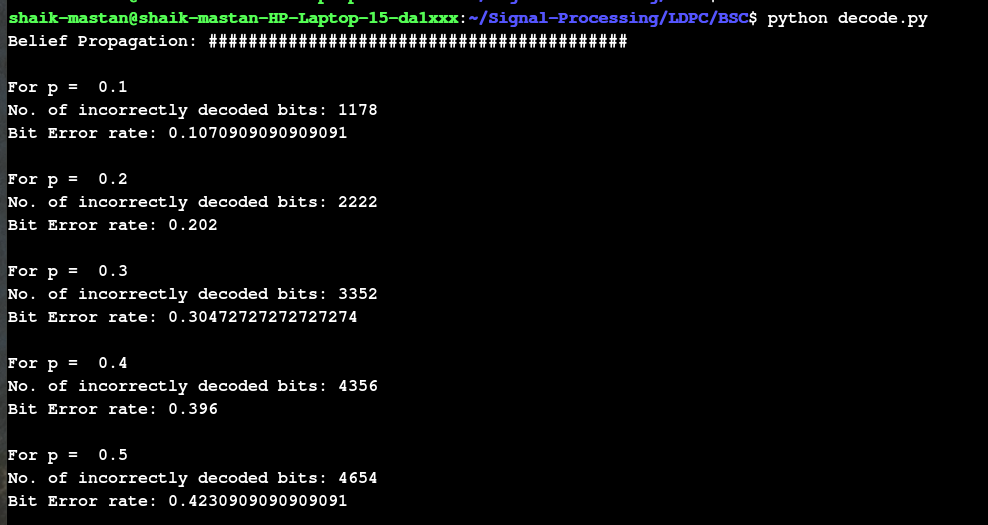 shaik-mastan@shaik-mastan-HP-Laptop-15-da1xxx:~/Signal-Processing/LDPC/BSC$ python decode.py
Belief Propagation: ##########################################
For p =  0.1
No. of incorrectly decoded bits: 1178
Bit Error rate: 0.1070909090909091
For p =  0.2
No. of incorrectly decoded bits: 2222
Bit Error rate: 0.202
For p =  0.3
No. of incorrectly decoded bits: 3352
Bit Error rate: 0.30472727272727274
For p =  0.4
No. of incorrectly decoded bits: 4356
Bit Error rate: 0.396
For p =  0.5
No. of incorrectly decoded bits: 4654
Bit Error rate: 0.4230909090909091